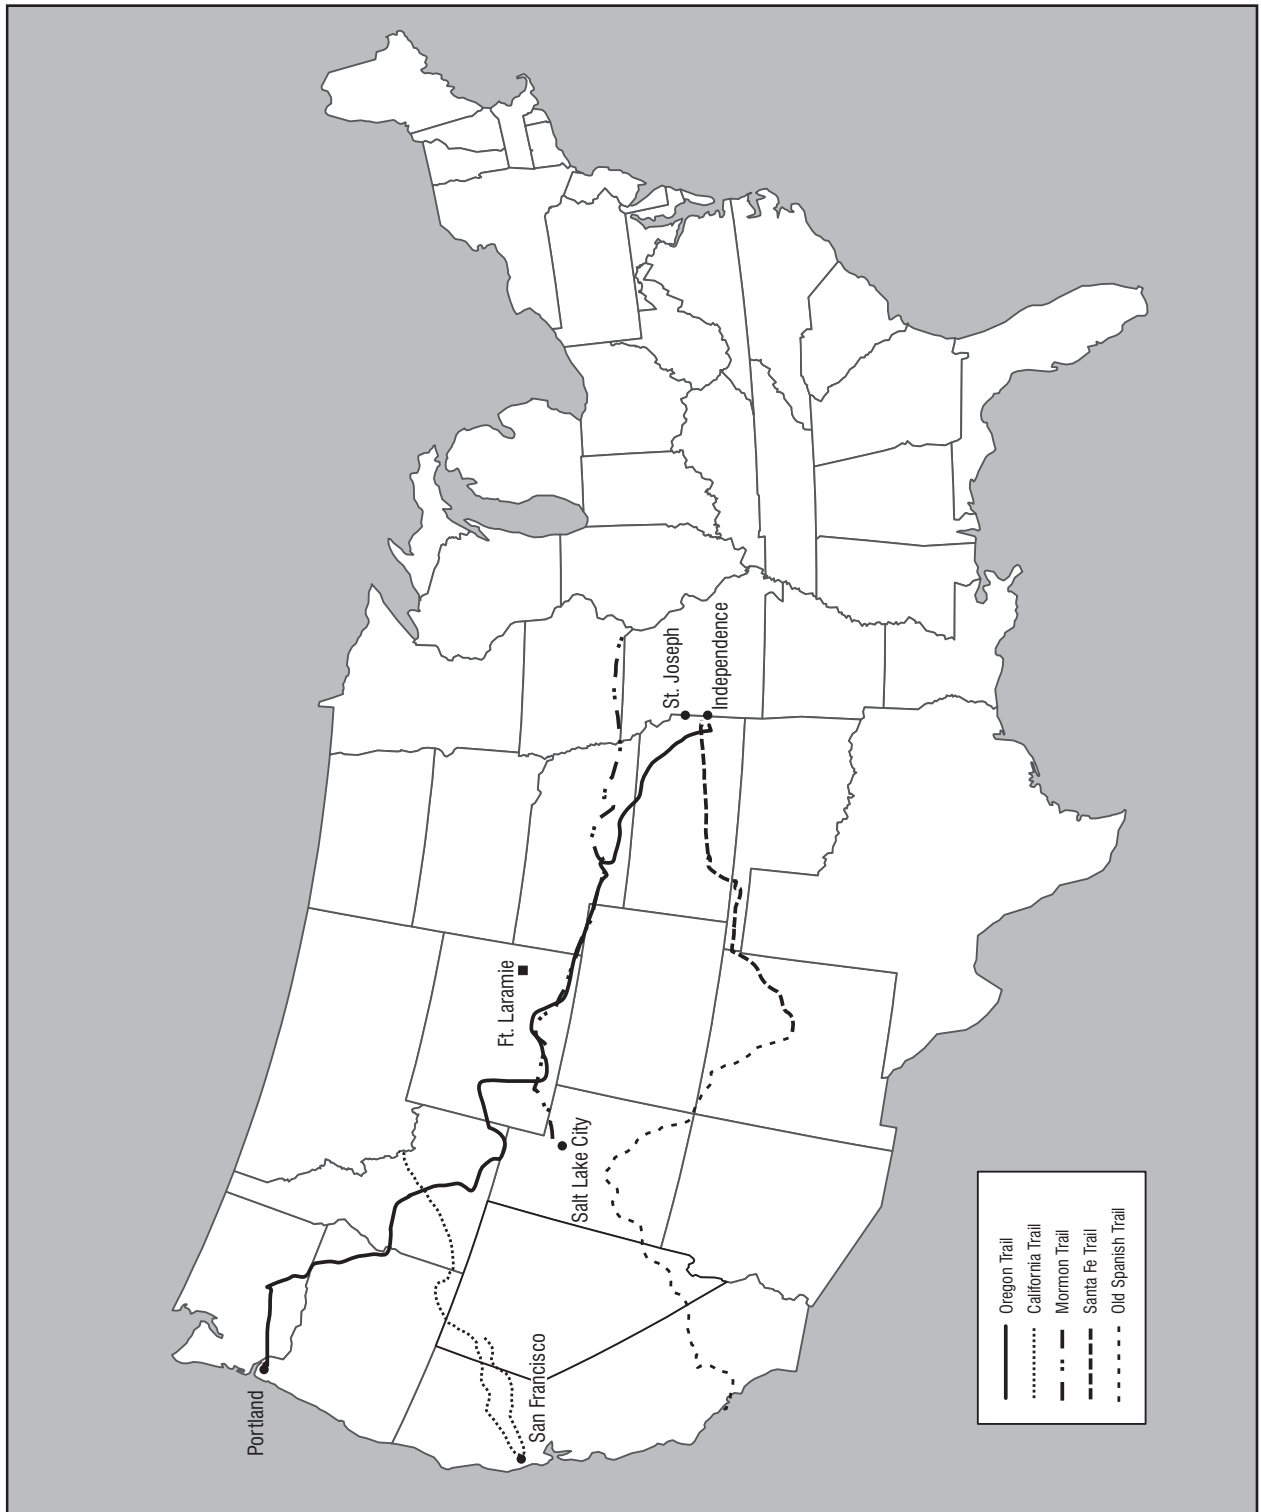 Portland
San Francisco
Salt Lake City
Ft. Laramie
St. Joseph
Independence
Oregon Trail
California Trail
Mormon Trail
Santa Fe Trail
Old Spanish Trail